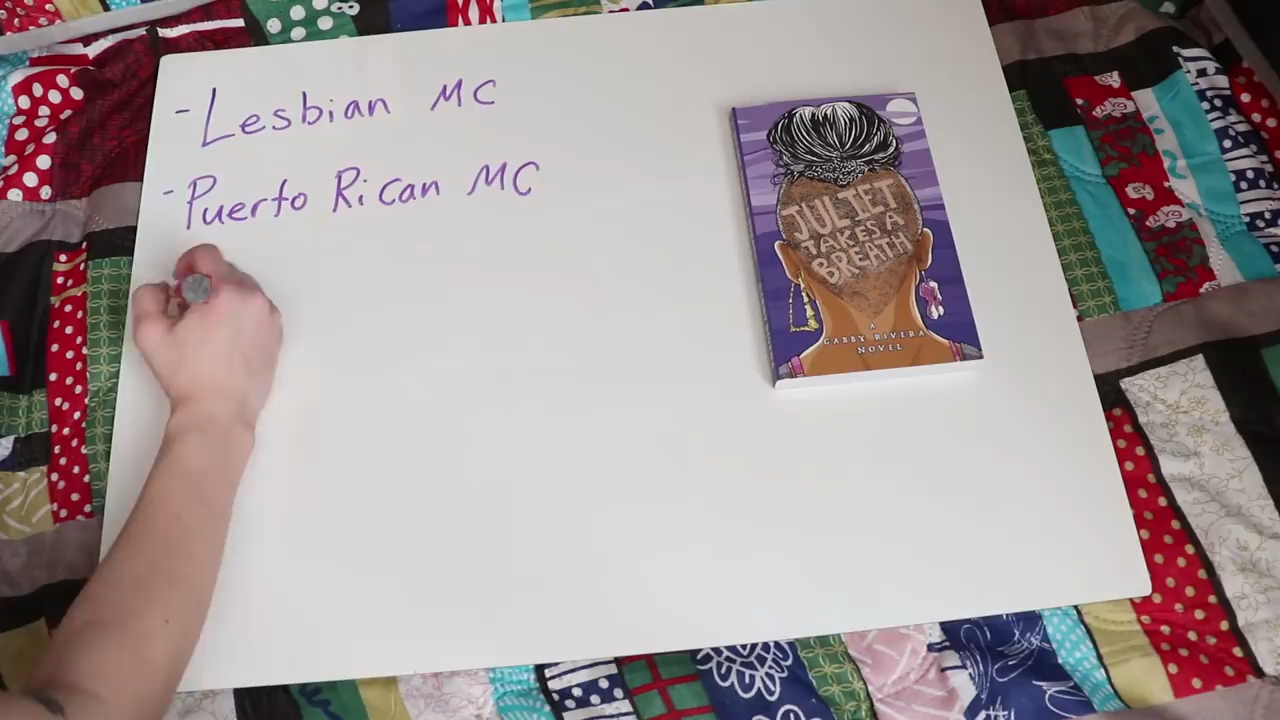 - Lesbian MC
- Puerto Rican MC
JULIET
TAKES A
BREATH
A
GABBY RIVERA
NOVEL